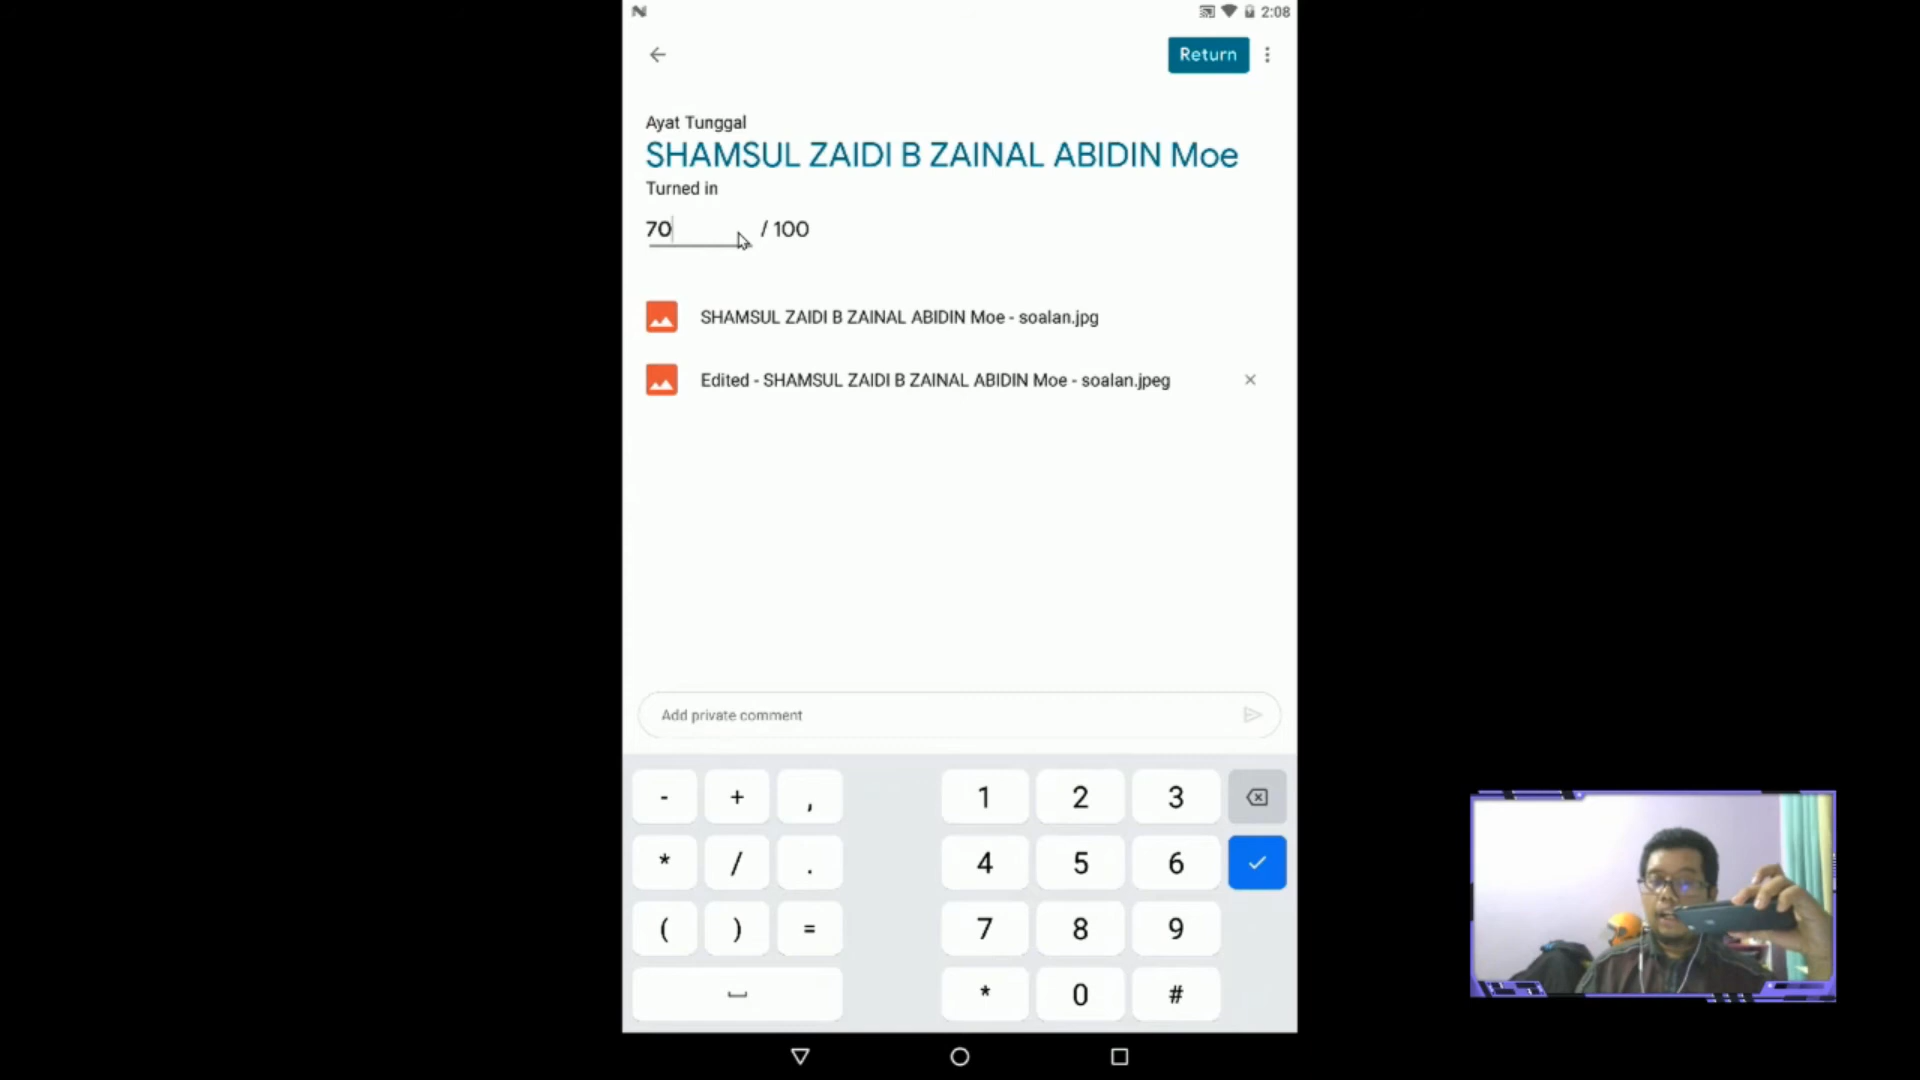 2:08
Return
Ayat Tunggal
SHAMSUL ZAIDI B ZAINAL ABIDIN Moe
Turned in
70 / 100
SHAMSUL ZAIDI B ZAINAL ABIDIN Moe - soalan.jpg
Edited - SHAMSUL ZAIDI B ZAINAL ABIDIN Moe - soalan.jpeg
Add private comment
- + , 1 2 3
* / . 4 5 6
( ) = 7 8 9
* 0 #